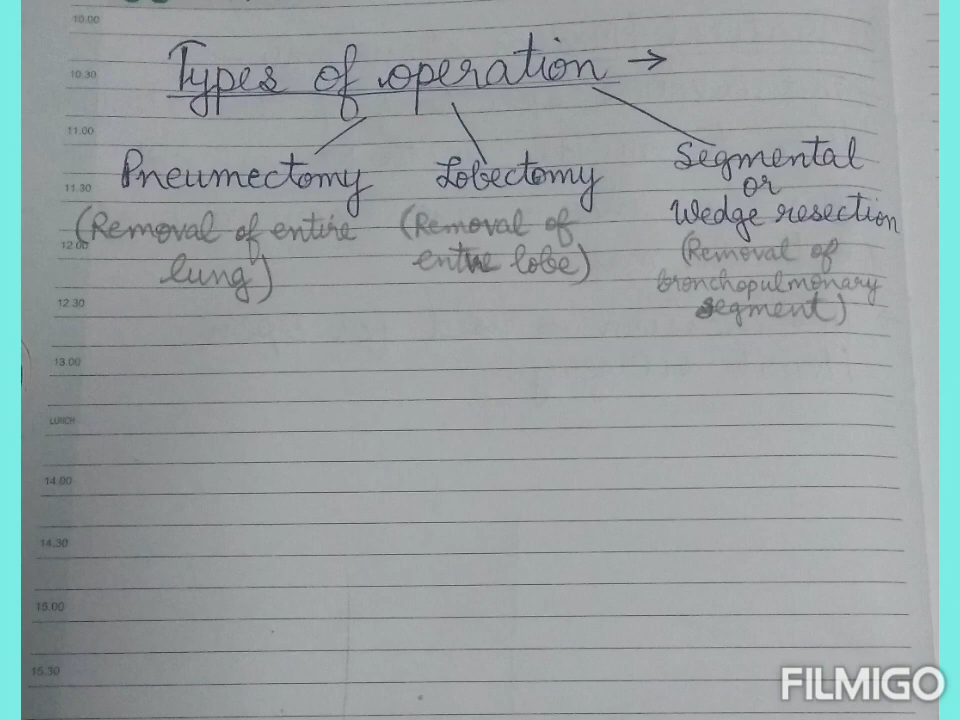 10.00
Types of operation →
10.30
11.00
Pneumectomy Lobectomy Segmental
or
11.30
Wedge resection
(Removal of entire (Removal of (Removal of
12.00
lung) entire lobe) bronchopulmonary
segment)
12.30
13.00
LUNCH
14.00
14.30
15.00
15.30
FILMIGO